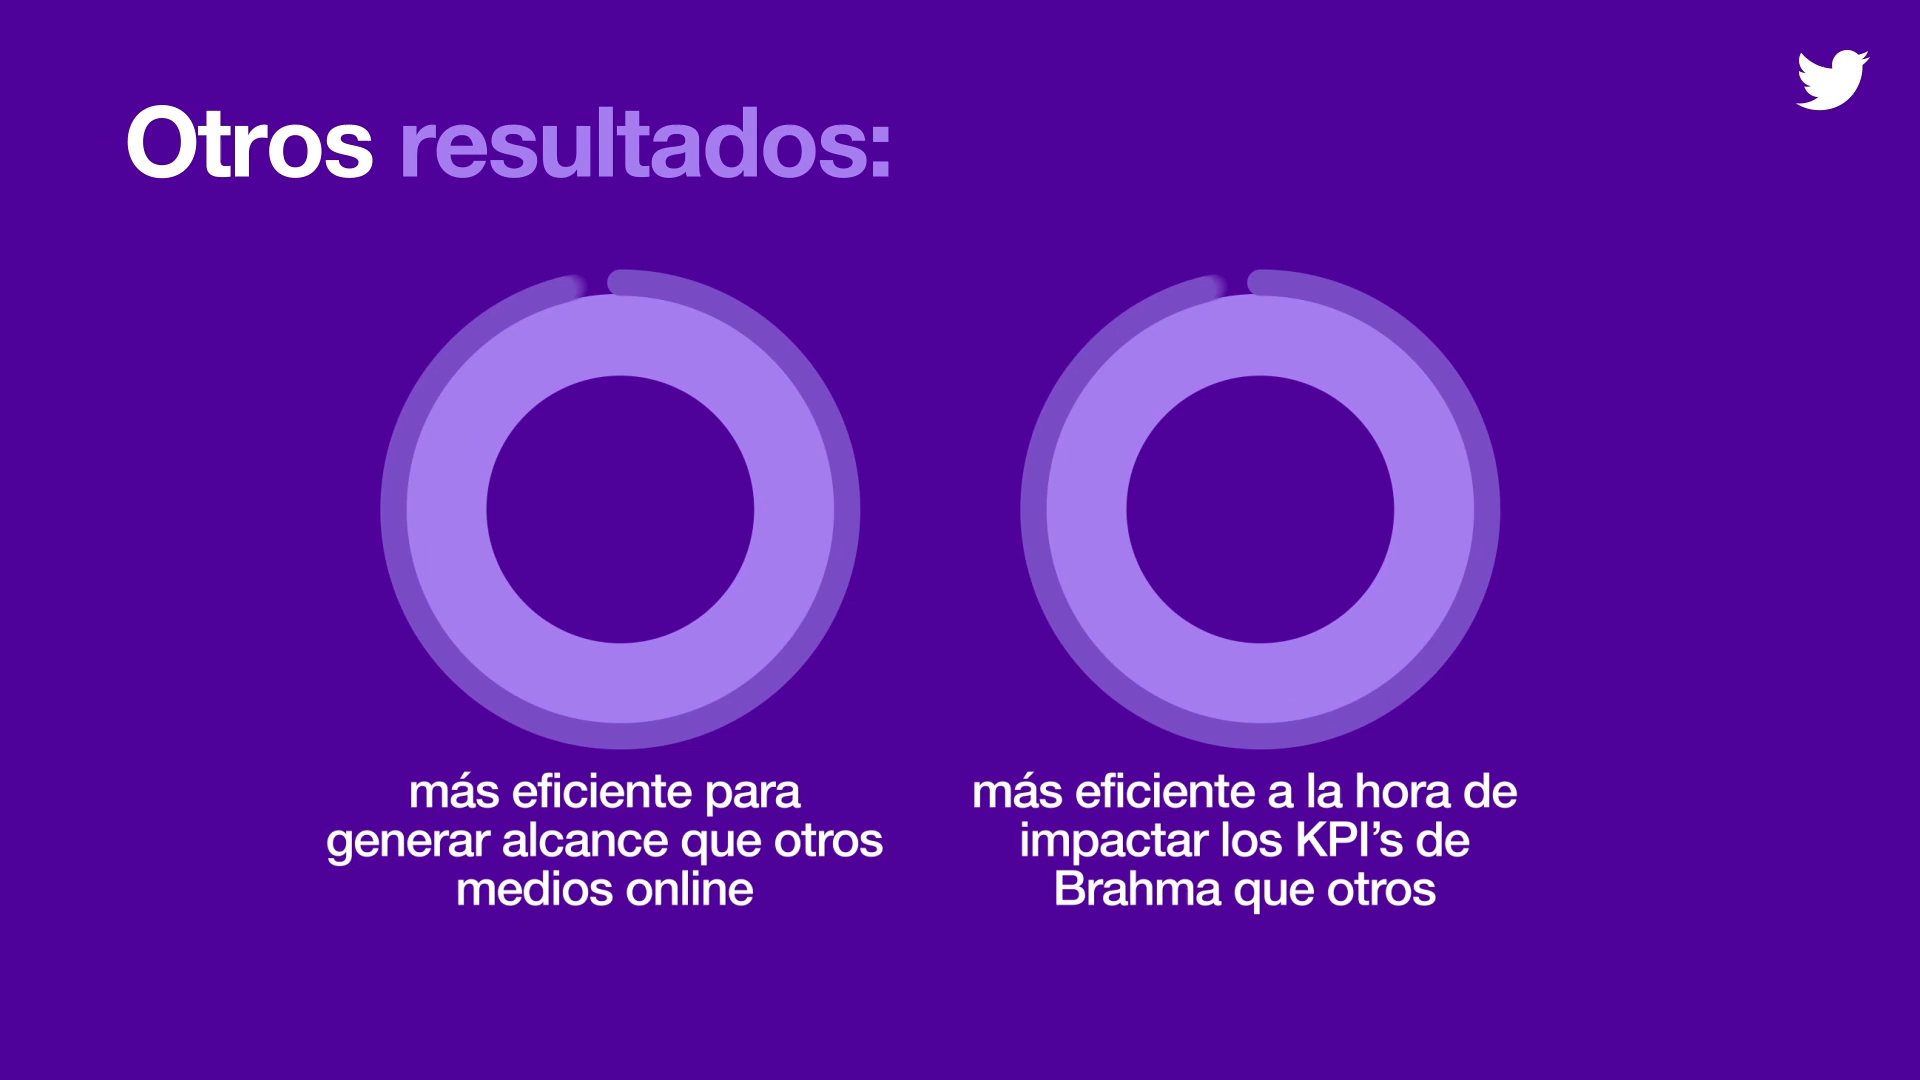 Otros resultados:
más eficiente para
generar alcance que otros
medios online
más eficiente a la hora de
impactar los KPI’s de
Brahma que otros